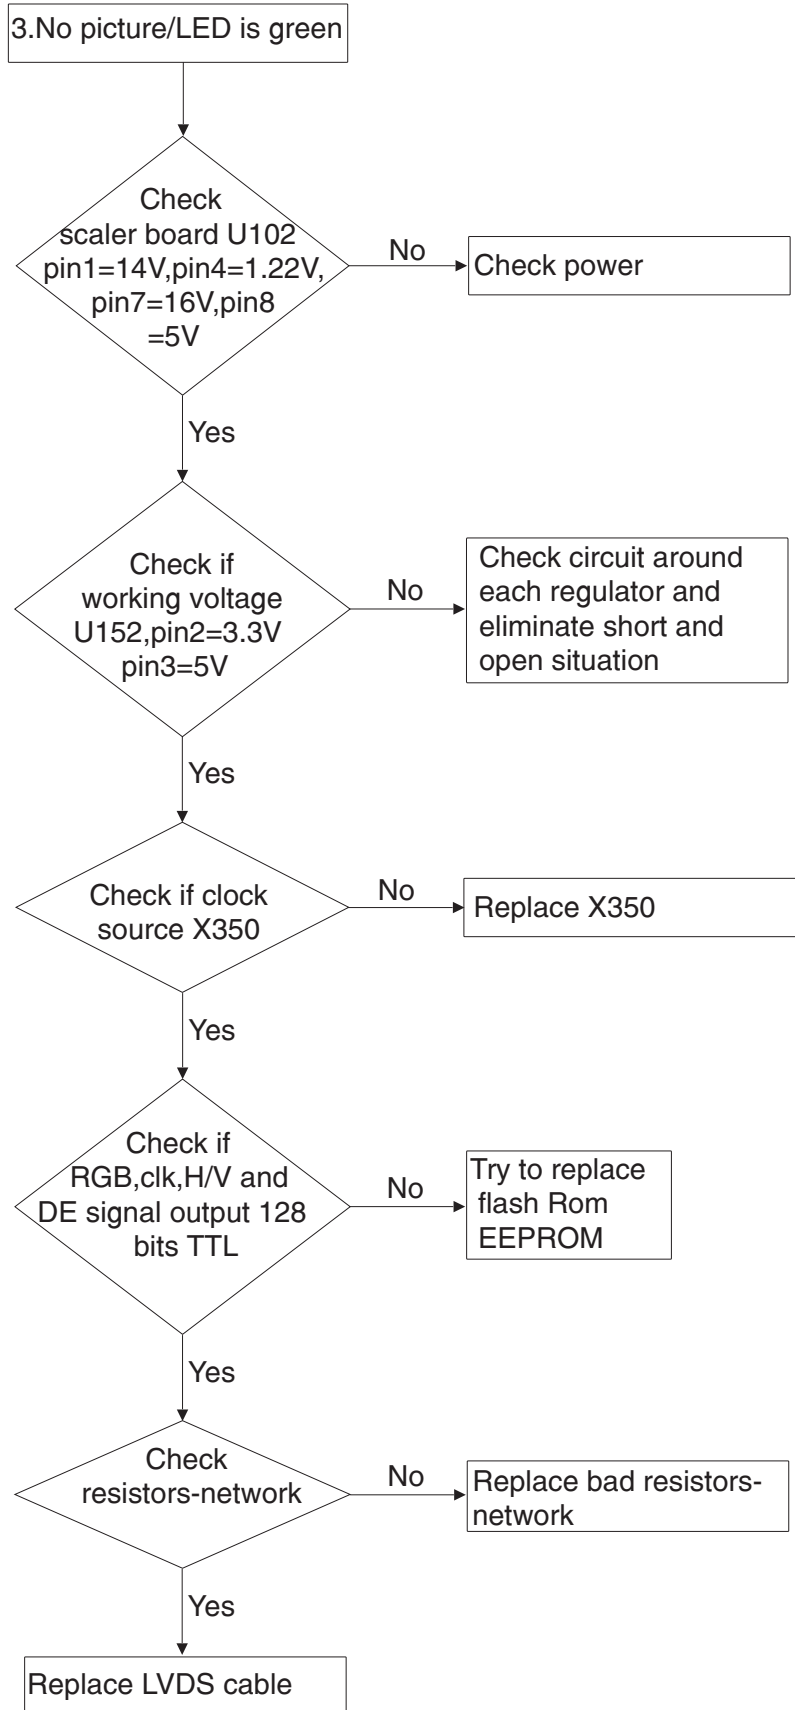 3.No picture/LED is green
Check
scaler board U102
pin1=14V,pin4=1.22V,
pin7=16V,pin8
=5V
No
Check power
Yes
Check if
working voltage
U152,pin2=3.3V
pin3=5V
No
Check circuit around
each regulator and
eliminate short and
open situation
Yes
Check if clock
source X350
No
Replace X350
Yes
Check if
RGB,clk,H/V and
DE signal output 128
bits TTL
No
Try to replace
flash Rom
EEPROM
Yes
Check
resistors-network
No
Replace bad resistors-
network
Yes
Replace LVDS cable